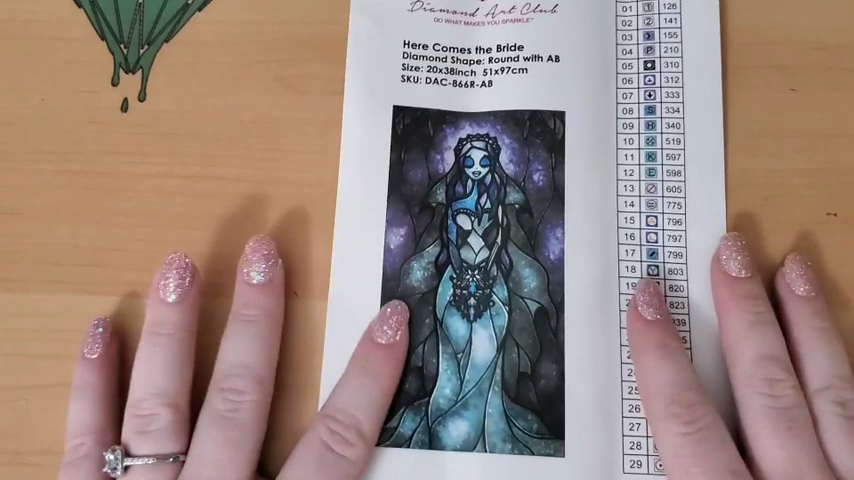 Diamond Art Club
DO WHAT MAKES YOU SPARKLE™
Here Comes the Bride
Diamond Shape: Round with AB
Size: 20x38inch 51x97cm
SKU: DAC-866R-AB
01 126
02 2 141
03 155
04 P 210
05 310
06 312
07 333
08 S 334
09 H 340
10 519
11 K 597
12 E 598
13 605
14 775
15 796
16 797
17 799
18 803
19 820
823
939
25
26
27
28
29